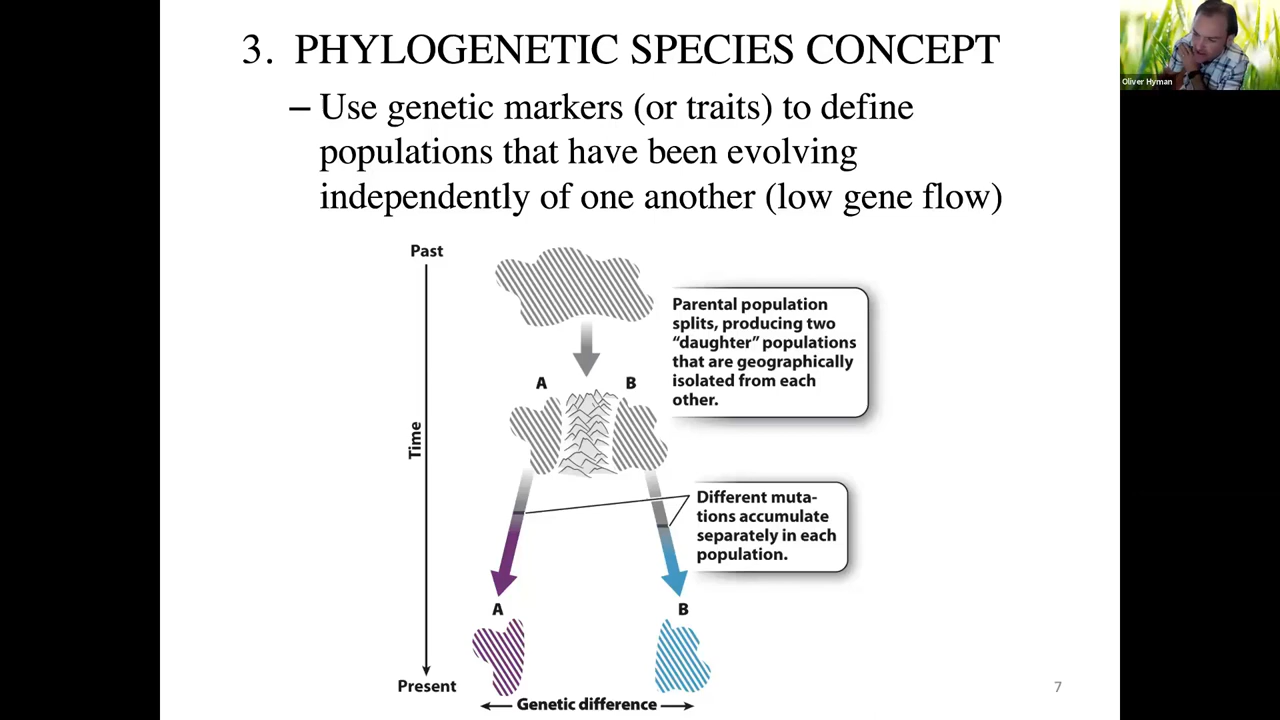 3. PHYLOGENETIC SPECIES CONCEPT
– Use genetic markers (or traits) to define
populations that have been evolving
independently of one another (low gene flow)
Oliver Hyman
Past
Parental population
splits, producing two
“daughter” populations
that are geographically
isolated from each
other.
A B
Time
Different muta-
tions accumulate
separately in each
population.
A B
Present
Genetic difference
7